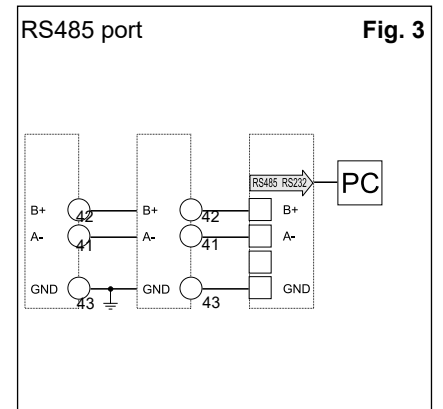 RS485 port Fig. 3
RS485 RS232 PC
B+ 42 B+ 42 B+
A- 41 A- 41 A-
GND 43 GND 43 GND